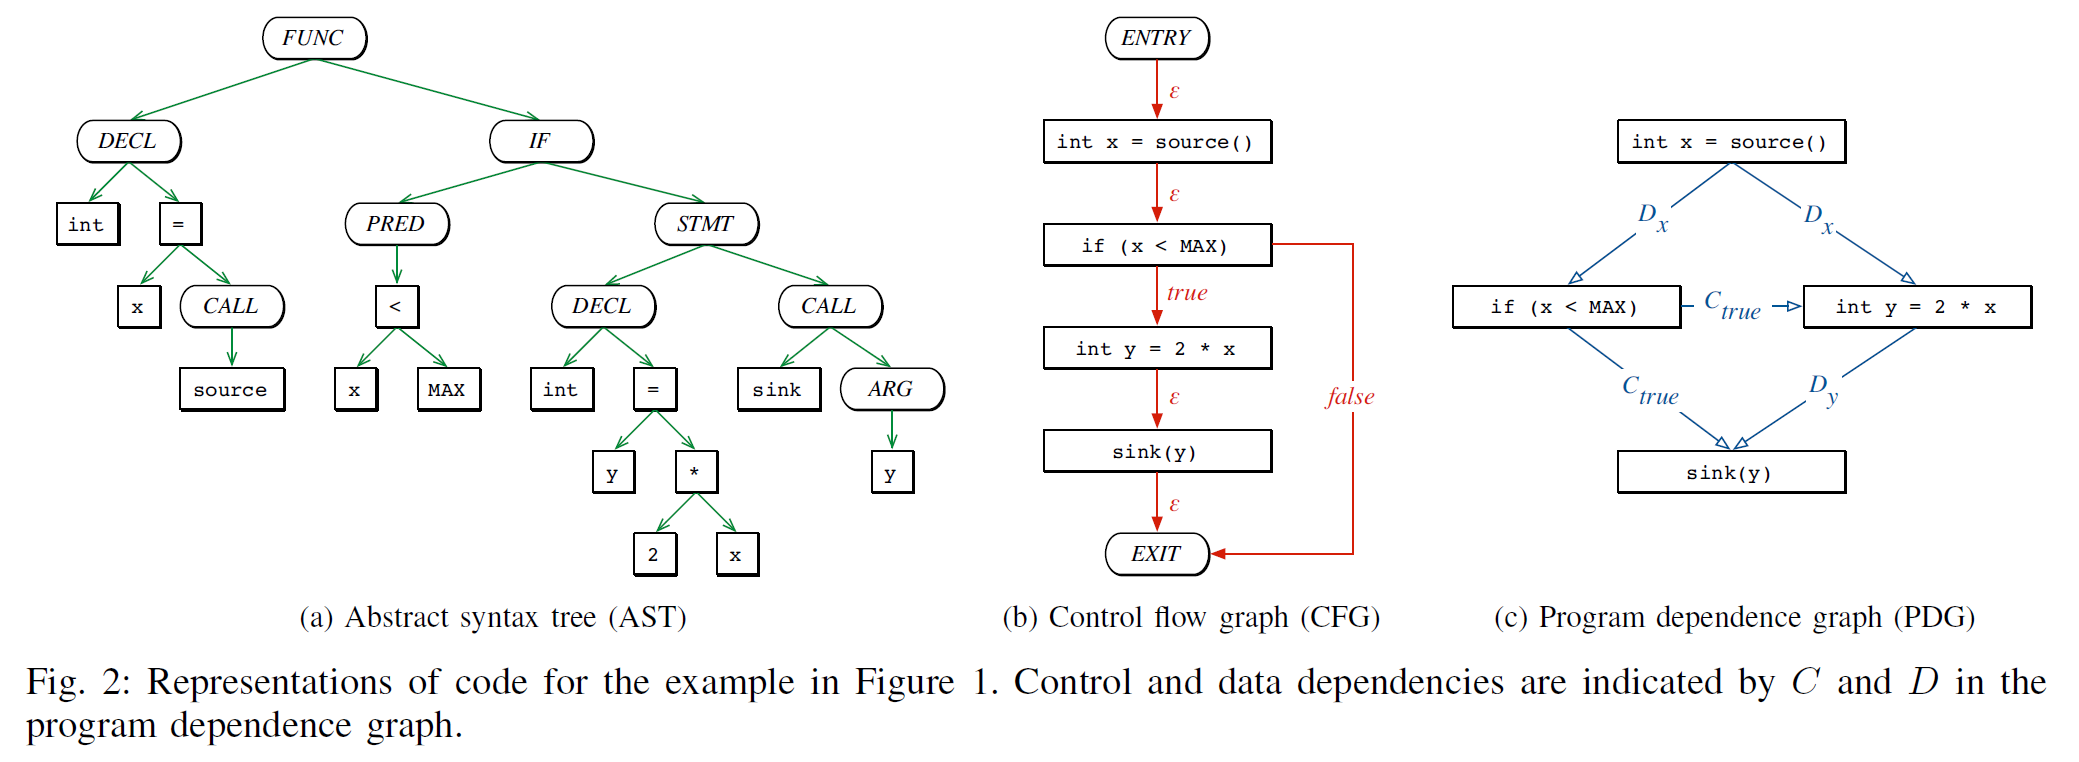 FUNC
DECL
IF
int
=
PRED
STMT
x
CALL
<
DECL
CALL
source
x
MAX
int
=
sink
ARG
y
*
y
2
x
(a) Abstract syntax tree (AST)
ENTRY
ε
int x = source()
ε
if (x < MAX)
true
int y = 2 * x
false
ε
sink(y)
ε
EXIT
(b) Control flow graph (CFG)
int x = source()
Dx
Dx
if (x < MAX)
Ctrue
int y = 2 * x
Ctrue
Dy
sink(y)
(c) Program dependence graph (PDG)
Fig. 2: Representations of code for the example in Figure 1. Control and data dependencies are indicated by C and D in the
program dependence graph.